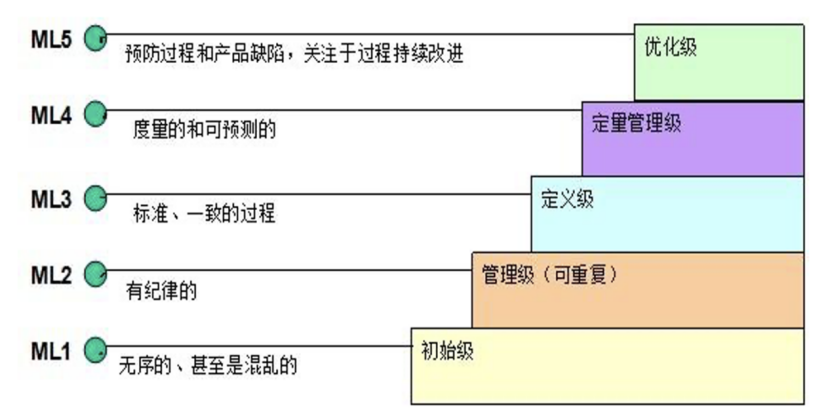 ML5
优化级
预防过程和产品缺陷，关注于过程持续改进
ML4
定量管理级
度量的和可预测的
ML3
定义级
标准、一致的过程
ML2
管理级（可重复）
有纪律的
ML1
初始级
无序的、甚至是混乱的